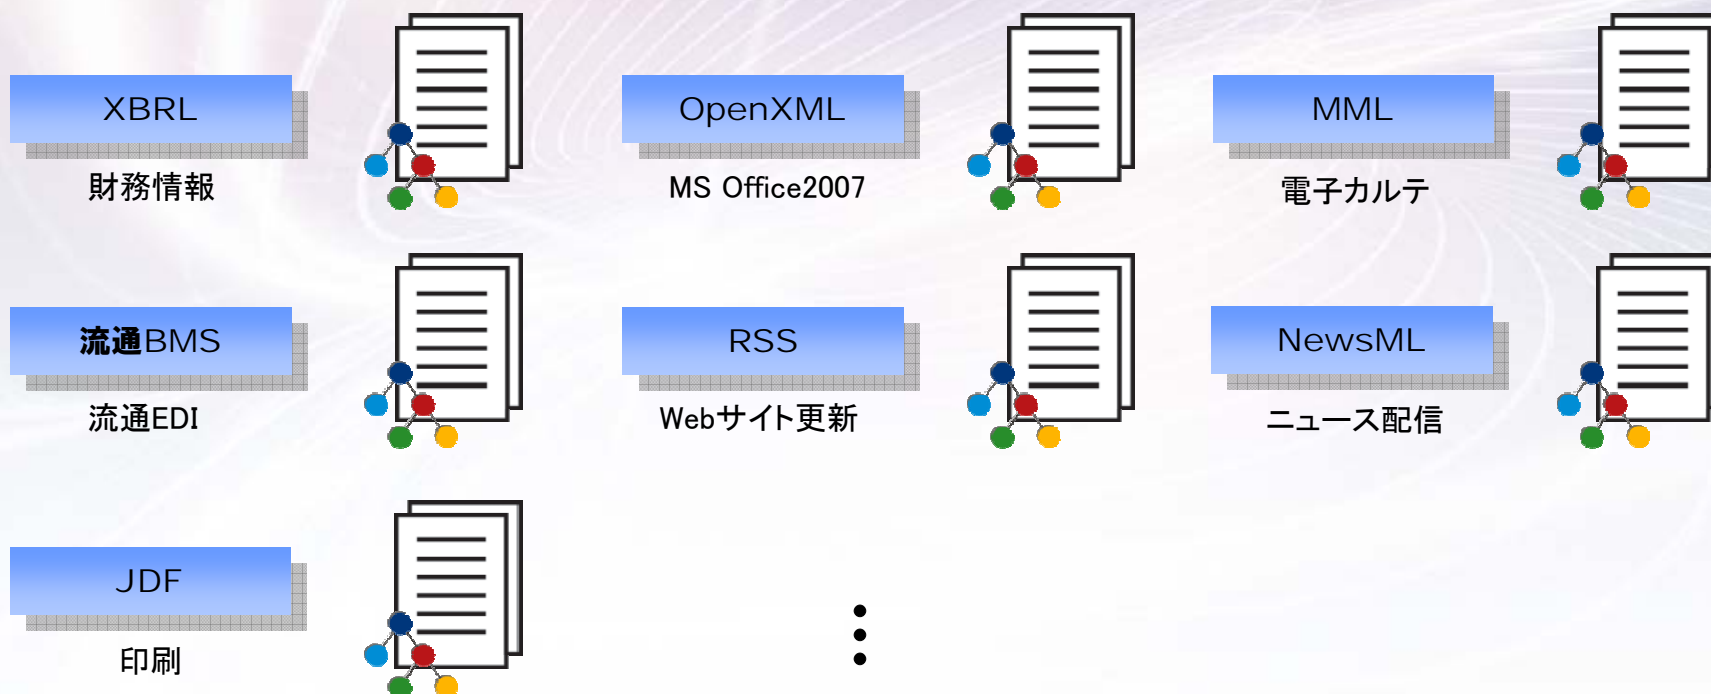 XBRL
財務情報
OpenXML
MS Office2007
MML
電子カルテ
流通BMS
流通EDI
RSS
Webサイト更新
NewsML
ニュース配信
JDF
印刷